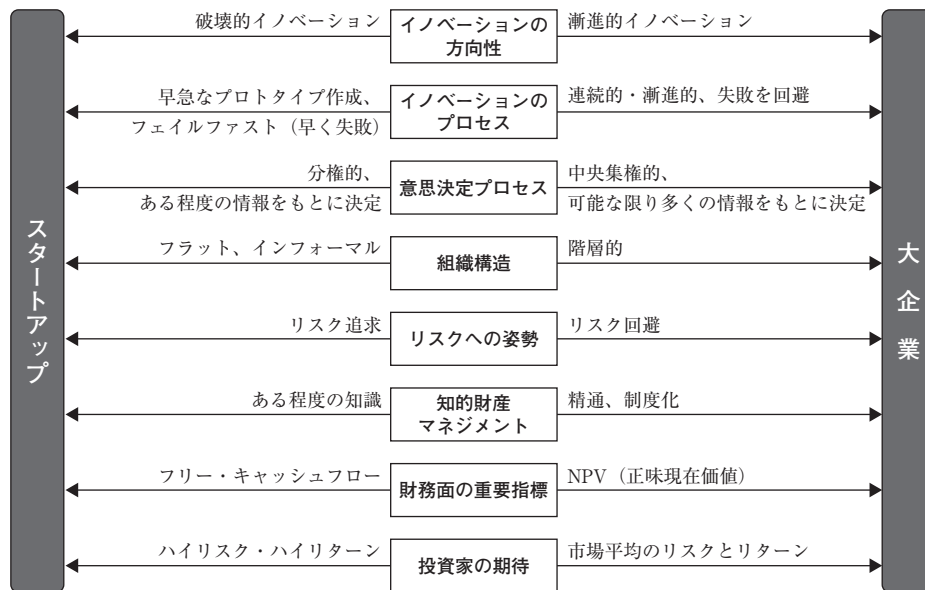 スタートアップ
破壊的イノベーション
イノベーションの
方向性
漸進的イノベーション
早急なプロトタイプ作成、
フェイルファスト（早く失敗）
イノベーションの
プロセス
連続的・漸進的、失敗を回避
分権的、
ある程度の情報をもとに決定
意思決定プロセス
中央集権的、
可能な限り多くの情報をもとに決定
フラット、インフォーマル
組織構造
階層的
リスク追求
リスクへの姿勢
リスク回避
ある程度の知識
知的財産
マネジメント
精通、制度化
フリー・キャッシュフロー
財務面の重要指標
NPV（正味現在価値）
ハイリスク・ハイリターン
投資家の期待
市場平均のリスクとリターン
大企業